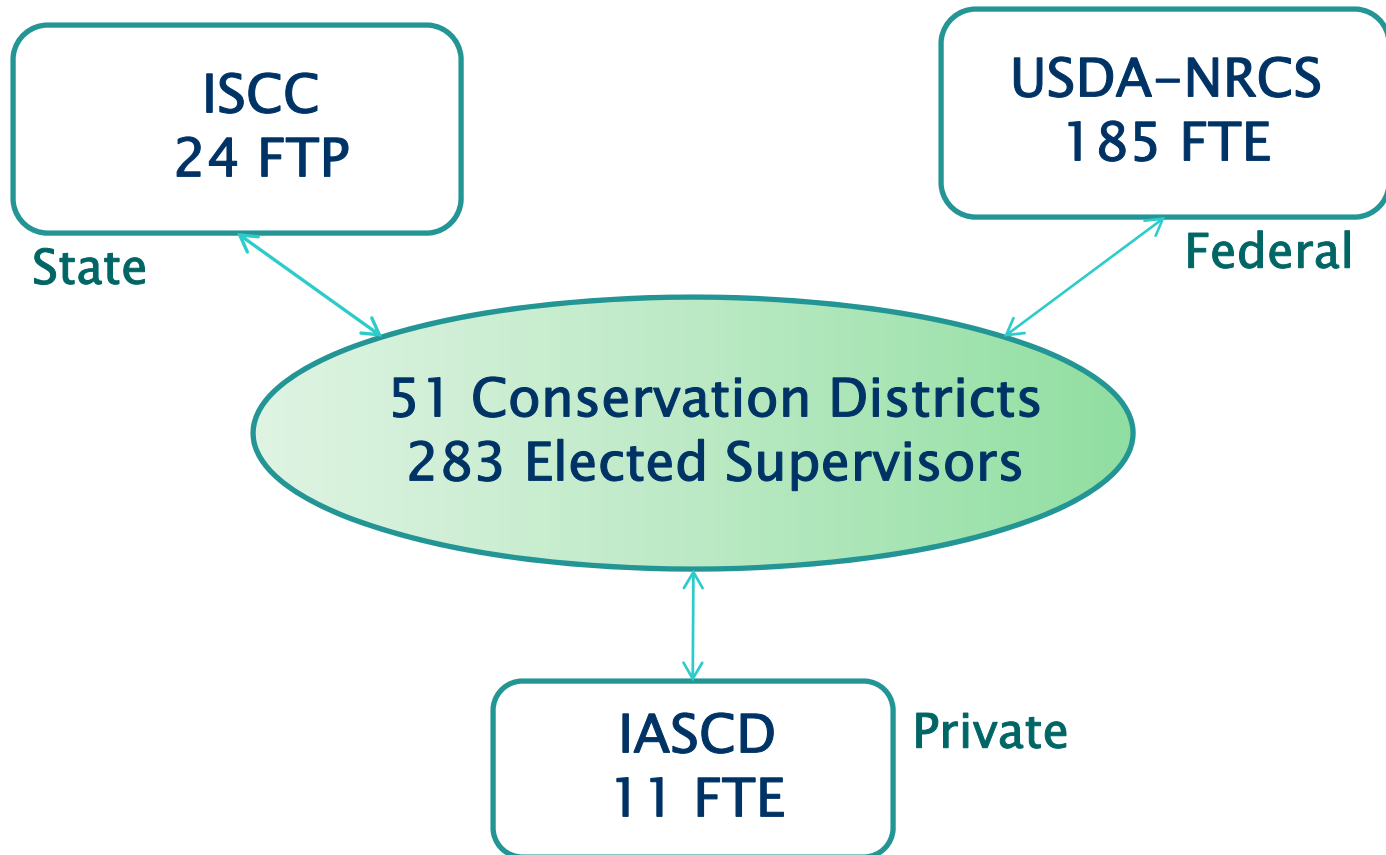 ISCC
24 FTP
State
USDA-NRCS
185 FTE
Federal
51 Conservation Districts
283 Elected Supervisors
IASCD
11 FTE
Private